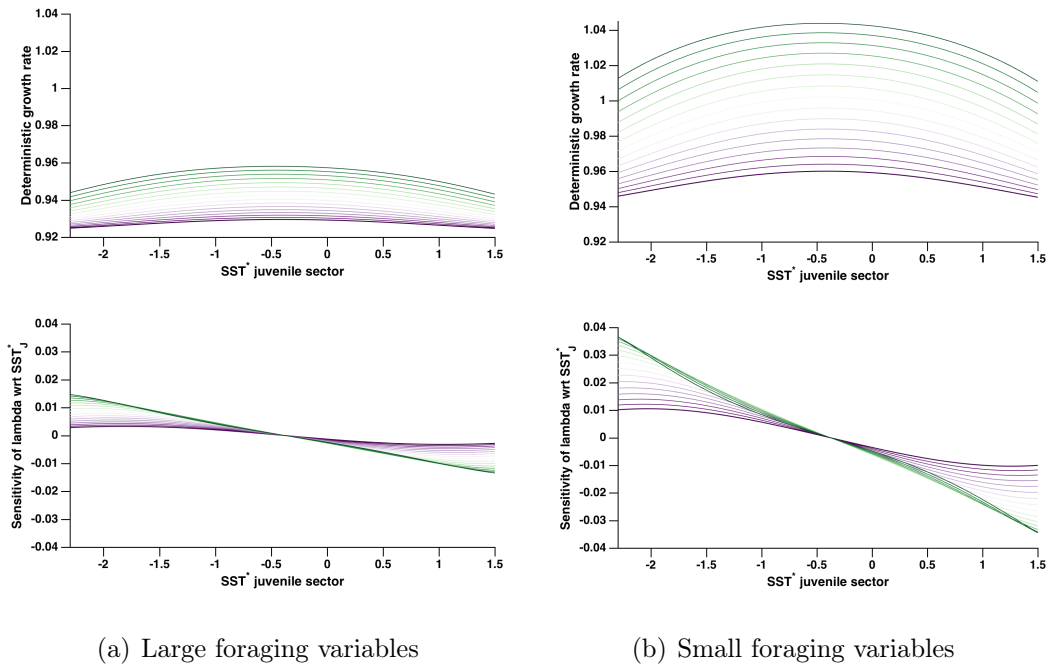 1.04
1.02
1
0.98
0.96
0.94
0.92
Deterministic growth rate
-2 -1.5 -1 -0.5 0 0.5 1 1.5
SST* juvenile sector
1.04
1.02
1
0.98
0.96
0.94
0.92
Deterministic growth rate
-2 -1.5 -1 -0.5 0 0.5 1 1.5
SST* juvenile sector
0.04
0.03
0.02
0.01
0
-0.01
-0.02
-0.03
-0.04
Sensitivity of lambda wrt SST*J
-2 -1.5 -1 -0.5 0 0.5 1 1.5
SST* juvenile sector
0.04
0.03
0.02
0.01
0
-0.01
-0.02
-0.03
-0.04
Sensitivity of lambda wrt SST*J
-2 -1.5 -1 -0.5 0 0.5 1 1.5
SST* juvenile sector
(a) Large foraging variables
(b) Small foraging variables